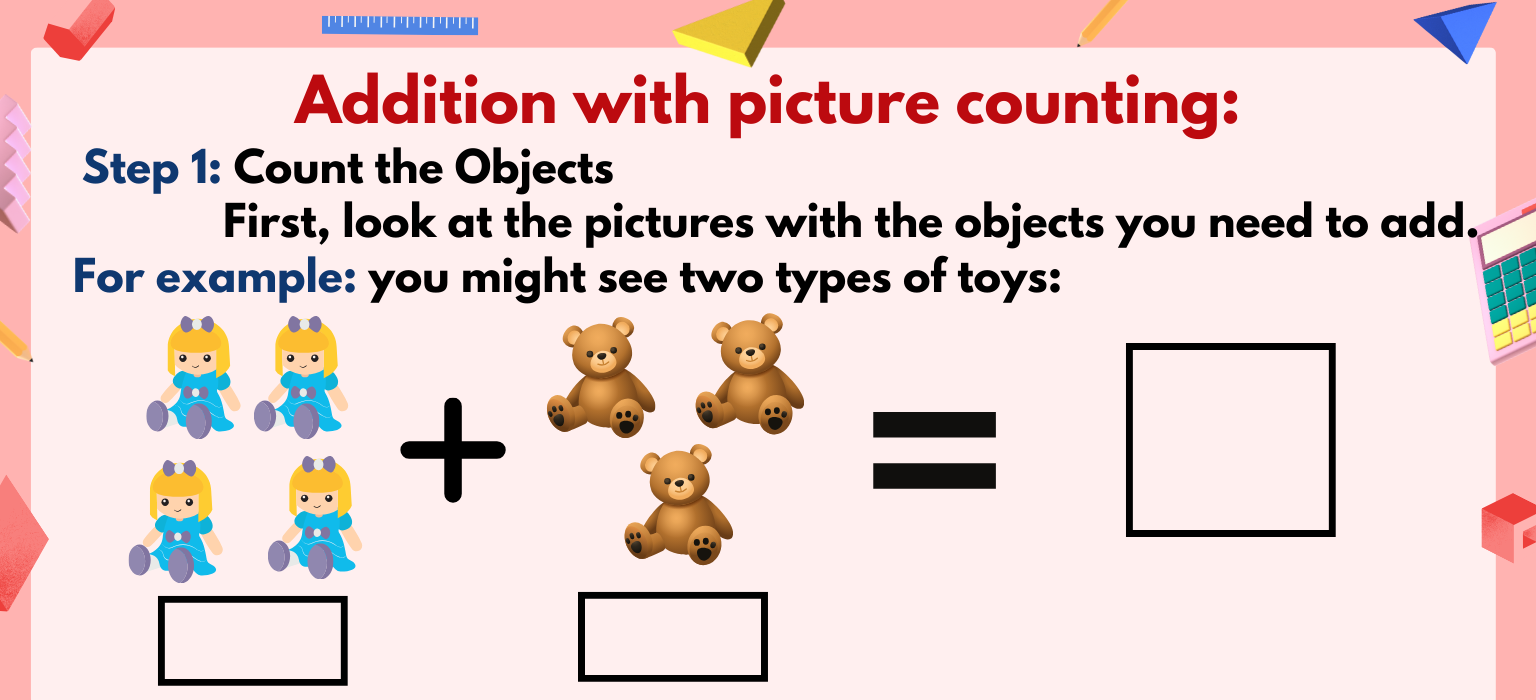 Addition with picture counting:
Step 1: Count the Objects
First, look at the pictures with the objects you need to add.
For example: you might see two types of toys:
+ =